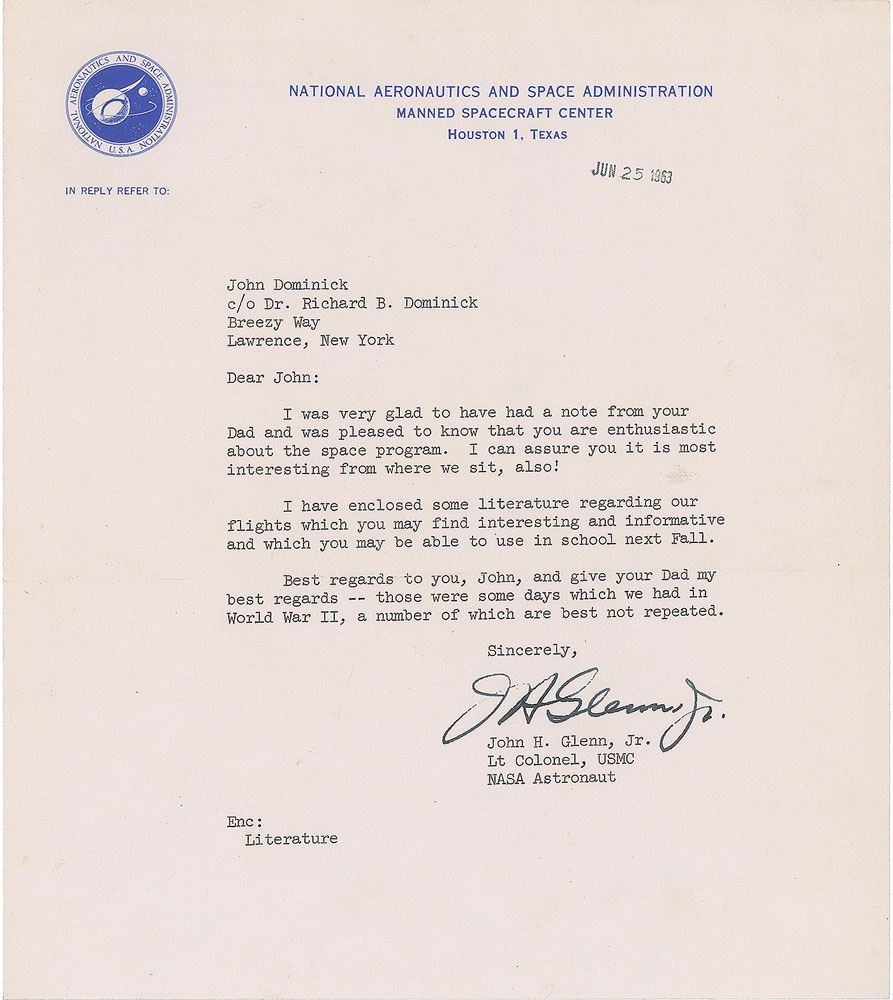 NATIONAL AERONAUTICS AND SPACE ADMINISTRATION
U.S.A.
NATIONAL AERONAUTICS AND SPACE ADMINISTRATION
MANNED SPACECRAFT CENTER
HOUSTON 1, TEXAS
JUN 25 1963
IN REPLY REFER TO:
John Dominick
c/o Dr. Richard B. Dominick
Breezy Way
Lawrence, New York
Dear John:
I was very glad to have had a note from your
Dad and was pleased to know that you are enthusiastic
about the space program. I can assure you it is most
interesting from where we sit, also!
I have enclosed some literature regarding our
flights which you may find interesting and informative
and which you may be able to use in school next Fall.
Best regards to you, John, and give your Dad my
best regards -- those were some days which we had in
World War II, a number of which are best not repeated.
Sincerely,
JHGlenn, Jr.
John H. Glenn, Jr.
Lt Colonel, USMC
NASA Astronaut
Enc:
Literature